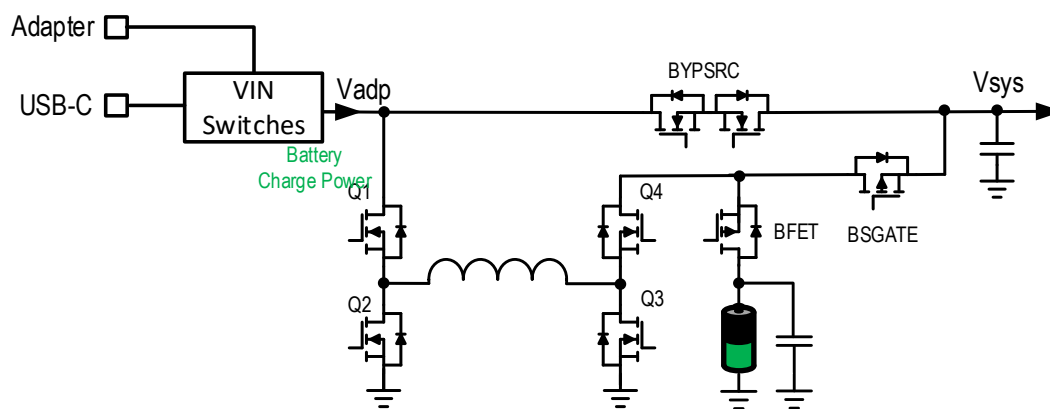 Adapter
USB-C
VIN
Switches
Vadp
Battery
Charge Power
BYPSRC
Vsys
Q1
Q4
BFET
BSGATE
Q2
Q3